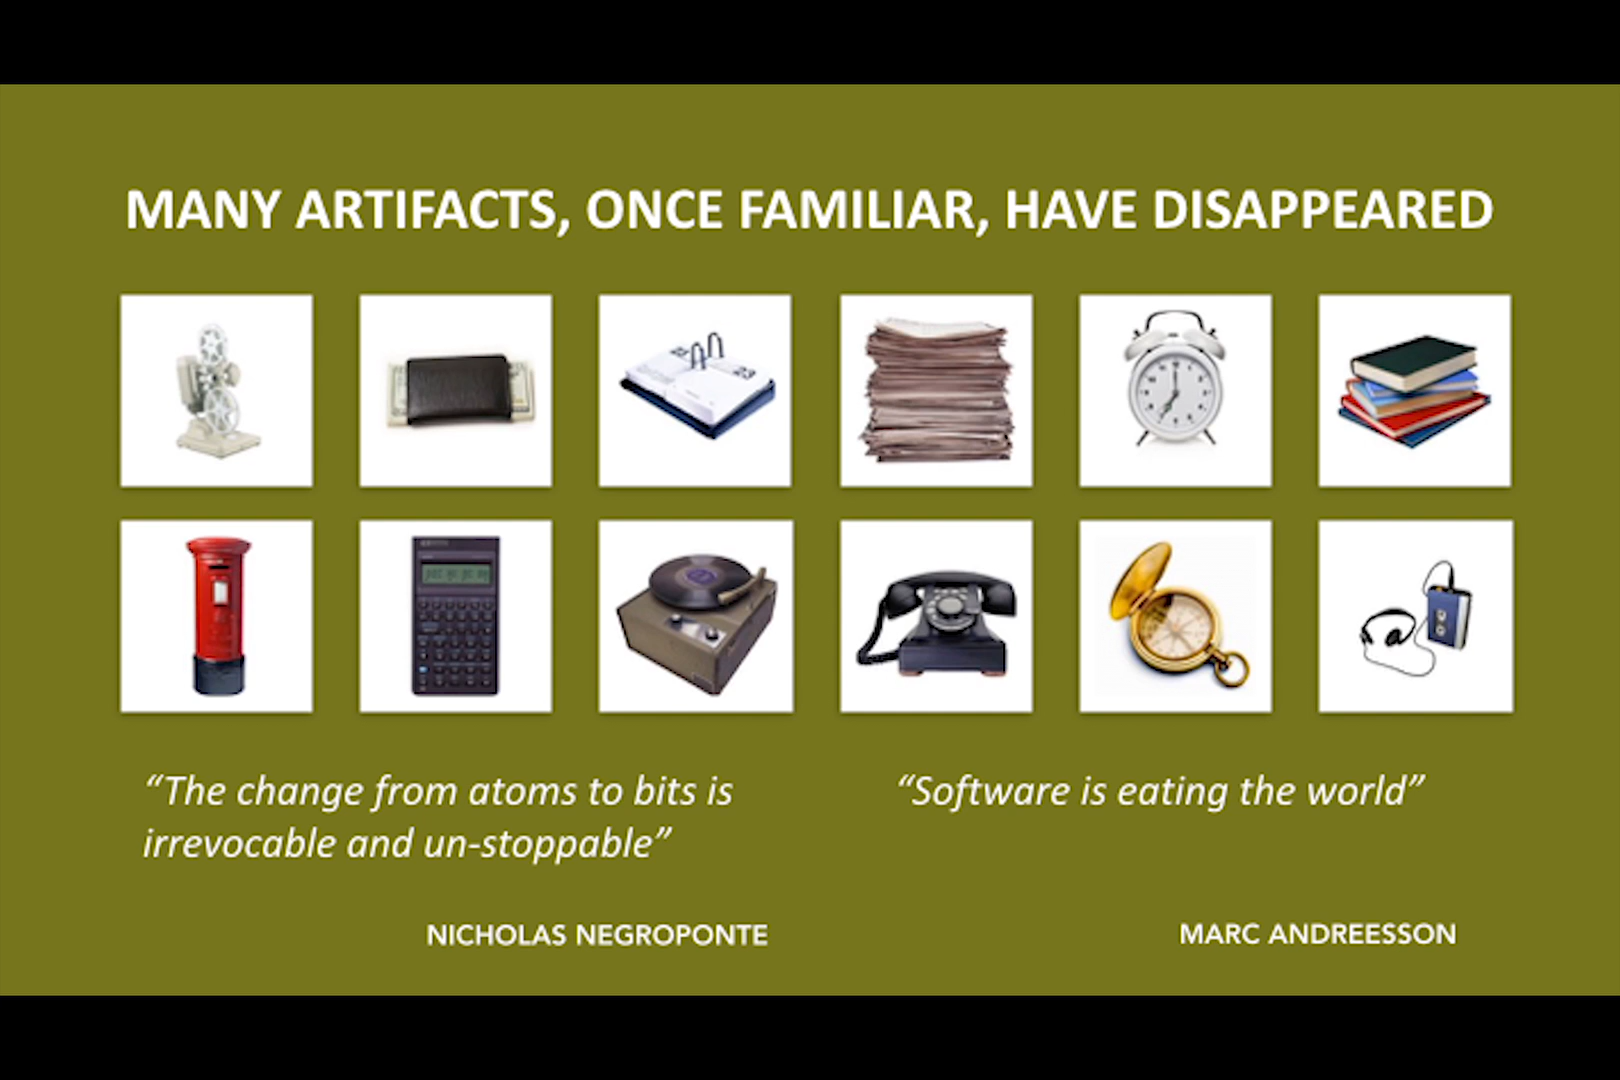 MANY ARTIFACTS, ONCE FAMILIAR, HAVE DISAPPEARED
“The change from atoms to bits is
irrevocable and un-stoppable”
NICHOLAS NEGROPONTE
“Software is eating the world”
MARC ANDREESSON